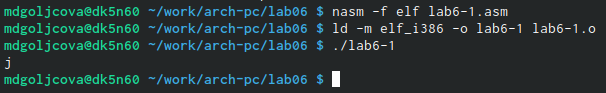 mdgoljcova@dk5n60 ~/work/arch-pc/lab06 $ nasm -f elf lab6-1.asm
mdgoljcova@dk5n60 ~/work/arch-pc/lab06 $ ld -m elf_i386 -o lab6-1 lab6-1.o
mdgoljcova@dk5n60 ~/work/arch-pc/lab06 $ ./lab6-1
j
mdgoljcova@dk5n60 ~/work/arch-pc/lab06 $